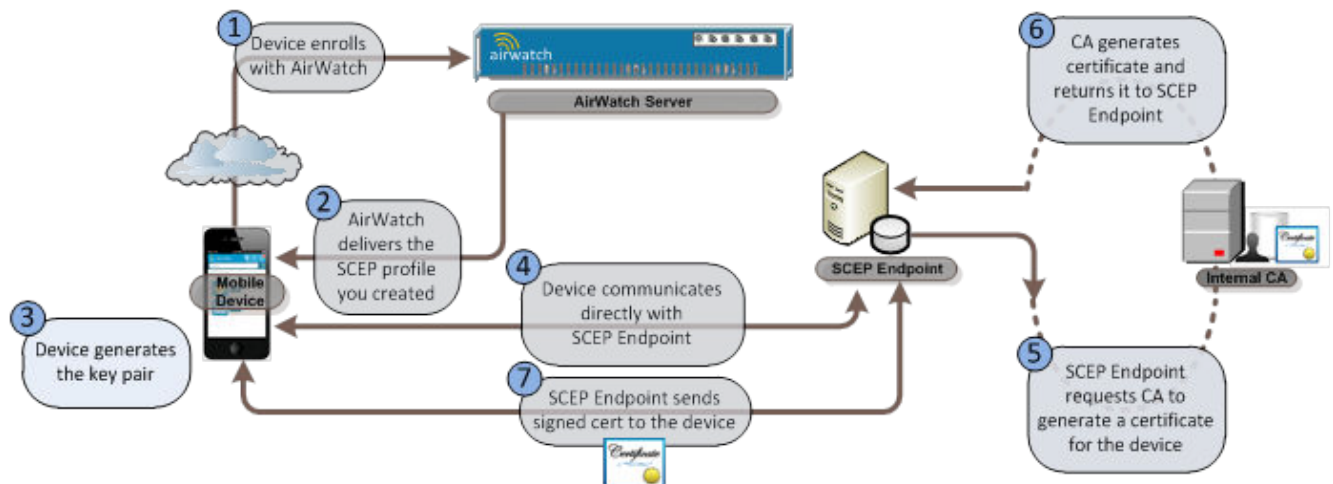 1
Device enrolls
with AirWatch
airwatch
AirWatch Server
2
AirWatch
delivers the
SCEP profile
you created
Mobile
Device
3
Device generates
the key pair
4
Device communicates
directly with
SCEP Endpoint
SCEP Endpoint
5
SCEP Endpoint
requests CA to
generate a certificate
for the device
Internal CA
Certificate
6
CA generates
certificate and
returns it to SCEP
Endpoint
7
SCEP Endpoint sends
signed cert to the device
Certificate